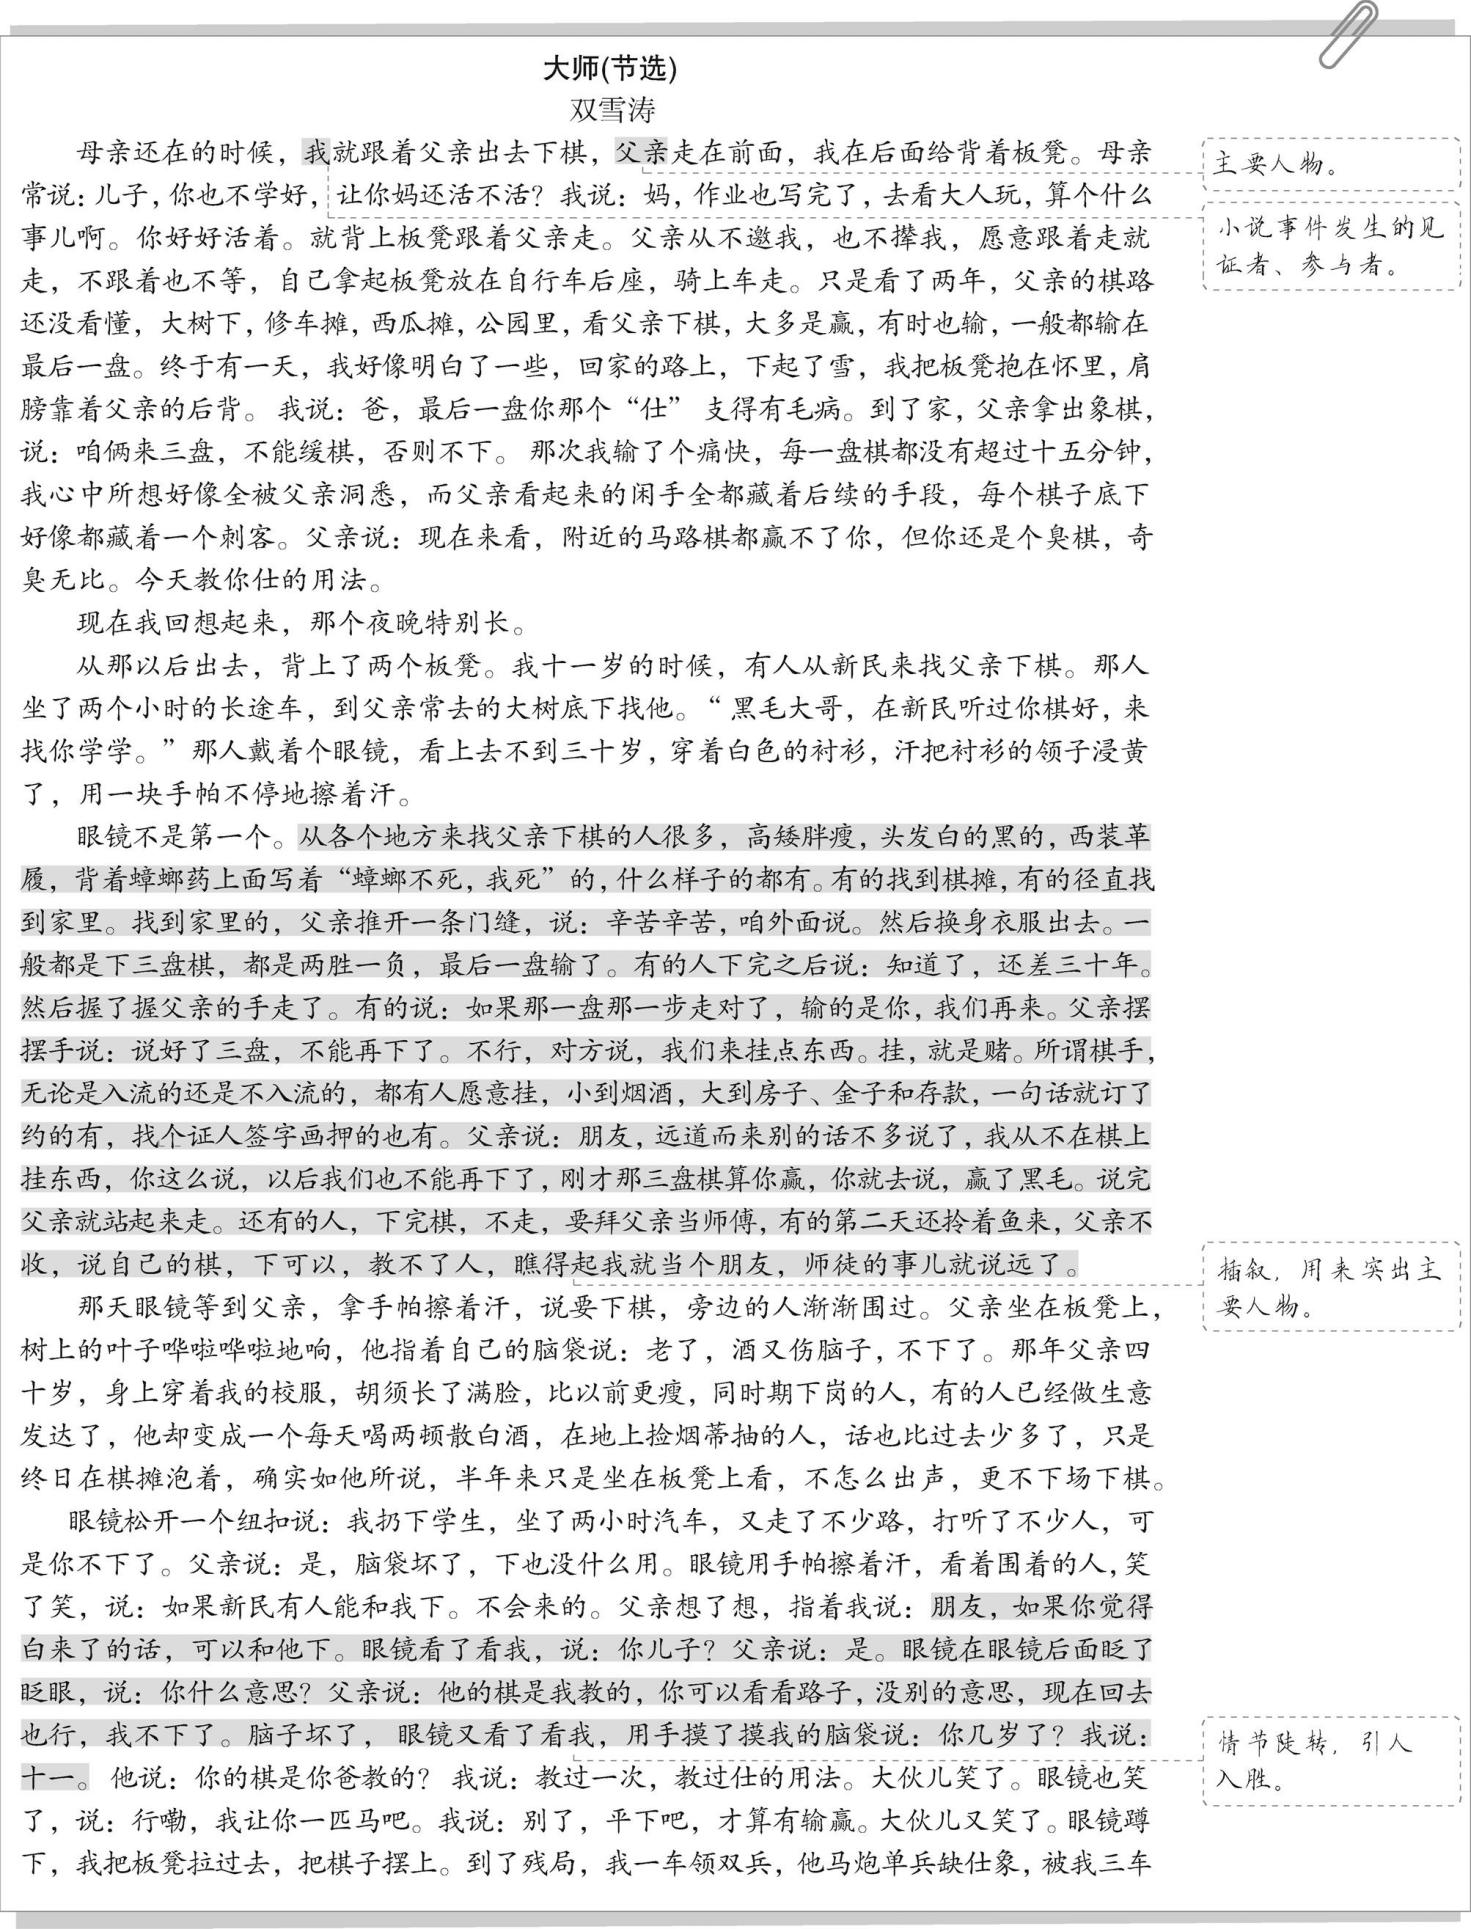 大师(节选)
双雪涛
母亲还在的时候，我就跟着父亲出去下棋，父亲走在前面，我在后面给背着板凳。母亲
常说：儿子，你也不学好，让你妈还活不活？我说：妈，作业也写完了，去看大人玩，算个什么
事儿啊。你好好活着。就背上板凳跟着父亲走。父亲从不邀我，也不撵我，愿意跟着走就
走，不跟着也不等，自己拿起板凳放在自行车后座，骑上车走。只是看了两年，父亲的棋路
还没看懂，大树下，修车摊，西瓜摊，公园里，看父亲下棋，大多是赢，有时也输，一般都输在
最后一盘。终于有一天，我好像明白了一些，回家的路上，下起了雪，我把板凳抱在怀里，肩
膀靠着父亲的后背。我说：爸，最后一盘你那个“仕”支得有毛病。到了家，父亲拿出象棋，
说：咱俩来三盘，不能缓棋，否则不下。那次我输了个痛快，每一盘棋都没有超过十五分钟，
我心中所想好像全被父亲洞悉，而父亲看起来的闲手全都藏着后续的手段，每个棋子底下
好像都藏着一个刺客。父亲说：现在来看，附近的马路棋都赢不了你，但你还是个臭棋，奇
臭无比。今天教你仕的用法。
现在我回想起来，那个夜晚特别长。
从那以后出去，背上了两个板凳。我十一岁的时候，有人从新民来找父亲下棋。那人
坐了两个小时的长途车，到父亲常去的大树底下找他。“黑毛大哥，在新民听过你棋好，来
找你学学。”那人戴着个眼镜，看上去不到三十岁，穿着白色的衬衫，汗把衬衫的领子浸黄
了，用一块手帕不停地擦着汗。
眼镜不是第一个。从各个地方来找父亲下棋的人很多，高矮胖瘦，头发白的黑的，西装革
履，背着蟑螂药上面写着“蟑螂不死，我死”的，什么样子的都有。有的找到棋摊，有的径直找
到家里。找到家里的，父亲推开一条门缝，说：辛苦辛苦，咱外面说。然后换身衣服出去。一
般都是下三盘棋，都是两胜一负，最后一盘输了。有的人下完之后说：知道了，还差三十年。
然后握了握父亲的手走了。有的说：如果那一盘那一步走对了，输的是你，我们再来。父亲摆
摆手说：说好了三盘，不能再下了。不行，对方说，我们来挂点东西。挂，就是赌。所谓棋手，
无论是入流的还是不入流的，都有人愿意挂，小到烟酒，大到房子、金子和存款，一句话就订了
约的有，找个证人签字画押的也有。父亲说：朋友，远道而来别的话不多说了，我从不在棋上
挂东西，你这么说，以后我们也不能再下了，刚才那三盘棋算你赢，你就去说，赢了黑毛。说完
父亲就站起来走。还有的人，下完棋，不走，要拜父亲当师傅，有的第二天还拎着鱼来，父亲不
收，说自己的棋，下可以，教不了人，瞧得起我就当个朋友，师徒的事儿就说远了。
那天眼镜等到父亲，拿手帕擦着汗，说要下棋，旁边的人渐渐围过。父亲坐在板凳上，
树上的叶子哗啦哗啦地响，他指着自己的脑袋说：老了，酒又伤脑子，不下了。那年父亲四
十岁，身上穿着我的校服，胡须长了满脸，比以前更瘦，同时期下岗的人，有的人已经做生意
发达了，他却变成一个每天喝两顿散白酒，在地上捡烟蒂抽的人，话也比过去少多了，只是
终日在棋摊泡着，确实如他所说，半年来只是坐在板凳上看，不怎么出声，更不下场下棋。
眼镜松开一个纽扣说：我扔下学生，坐了两小时汽车，又走了不少路，打听了不少人，可
是你不下了。父亲说：是，脑袋坏了，下也没什么用。眼镜用手帕擦着汗，看着围着的人，笑
了笑，说：如果新民有人能和我下。不会来的。父亲想了想，指着我说：朋友，如果你觉得
白来了的话，可以和他下。眼镜看了看我，说：你儿子？父亲说：是。眼镜在眼镜后面眨了
眨眼，说：你什么意思？父亲说：他的棋是我教的，你可以看看路子，没别的意思，现在回去
也行，我不下了。脑子坏了，眼镜又看了看我，用手摸了摸我的脑袋说：你几岁了？我说：
十一。他说：你的棋是你爸教的？我说：教过一次，教过仕的用法。大伙儿笑了。眼镜也笑
了，说：行嘞，我让你一匹马吧。我说：别了，平下吧，才算有输赢。大伙儿又笑了。眼镜蹲
下，我把板凳拉过去，把棋子摆上。到了残局，我一车领双兵，他马炮单兵缺仕象，被我三车
主要人物。
小说事件发生的见
证者、参与者。
插叙，用来突出主
要人物。
情节陡转，引人
入胜。